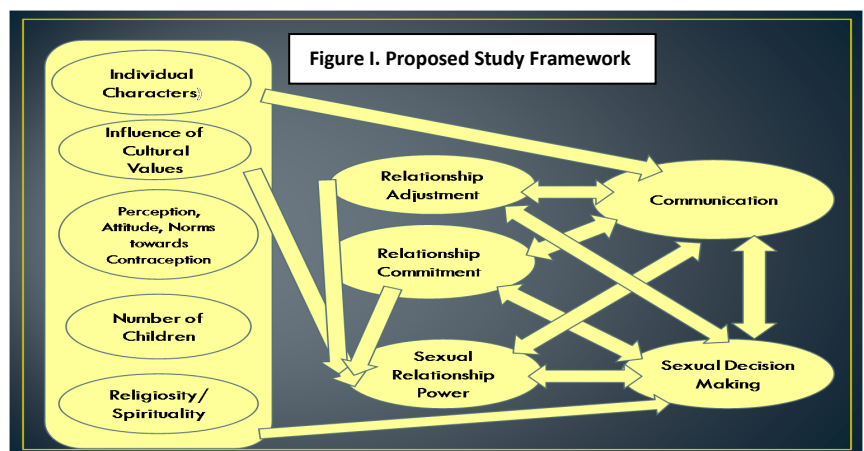 Figure I. Proposed Study Framework
Individual
Characters)
Influence of
Cultural
Values
Perception,
Attitude, Norms
towards
Contraception
Number of
Children
Religiosity/
Spirituality
Relationship
Adjustment
Relationship
Commitment
Sexual
Relationship
Power
Communication
Sexual Decision
Making